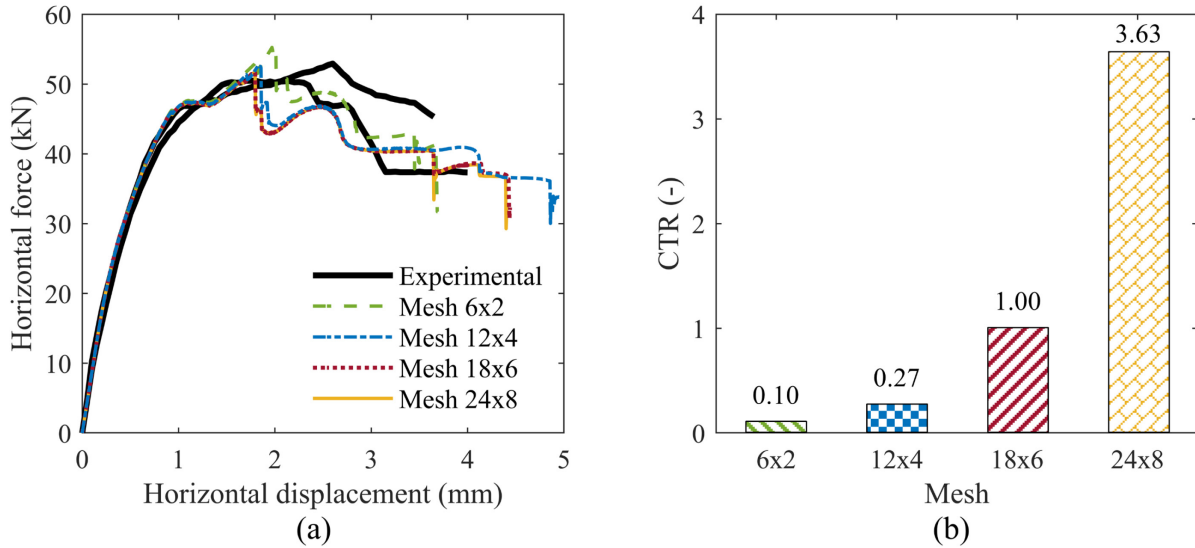 60
50
40
30
20
10
0
Horizontal force (kN)
Experimental
Mesh 6x2
Mesh 12x4
Mesh 18x6
Mesh 24x8
0 1 2 3 4 5
Horizontal displacement (mm)
(a)
4
3
2
1
0
CTR (-)
0.10
0.27
1.00
3.63
6x2 12x4 18x6 24x8
Mesh
(b)